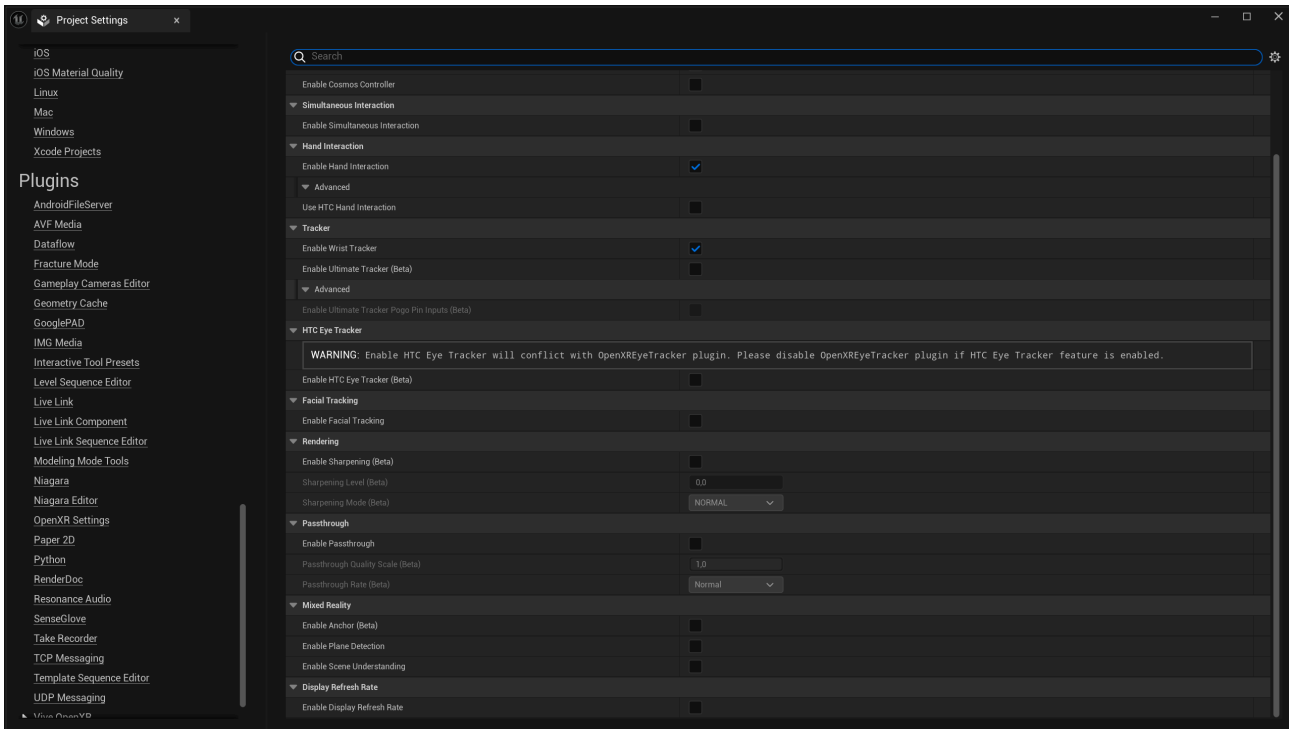 Project Settings
iOS
iOS Material Quality
Linux
Mac
Windows
Xcode Projects
Plugins
AndroidFileServer
AVF Media
Dataflow
Fracture Mode
Gameplay Cameras Editor
Geometry Cache
GooglePAD
IMG Media
Interactive Tool Presets
Level Sequence Editor
Live Link
Live Link Component
Live Link Sequence Editor
Modeling Mode Tools
Niagara
Niagara Editor
OpenXR Settings
Paper 2D
Python
RenderDoc
Resonance Audio
SenseGlove
Take Recorder
TCP Messaging
Template Sequence Editor
UDP Messaging
Vive OpenXR
Search
Enable Cosmos Controller
Simultaneous Interaction
Enable Simultaneous Interaction
Hand Interaction
Enable Hand Interaction
Advanced
Use HTC Hand Interaction
Tracker
Enable Wrist Tracker
Enable Ultimate Tracker (Beta)
Advanced
Enable Ultimate Tracker Pogo Pin Inputs (Beta)
HTC Eye Tracker
WARNING: Enable HTC Eye Tracker will conflict with OpenXREyeTracker plugin. Please disable OpenXREyeTracker plugin if HTC Eye Tracker feature is enabled.
Enable HTC Eye Tracker (Beta)
Facial Tracking
Enable Facial Tracking
Rendering
Enable Sharpening (Beta)
Sharpening Level (Beta) 0,0
Sharpening Mode (Beta) NORMAL
Passthrough
Enable Passthrough
Passthrough Quality Scale (Beta) 1,0
Passthrough Rate (Beta) Normal
Mixed Reality
Enable Anchor (Beta)
Enable Plane Detection
Enable Scene Understanding
Display Refresh Rate
Enable Display Refresh Rate